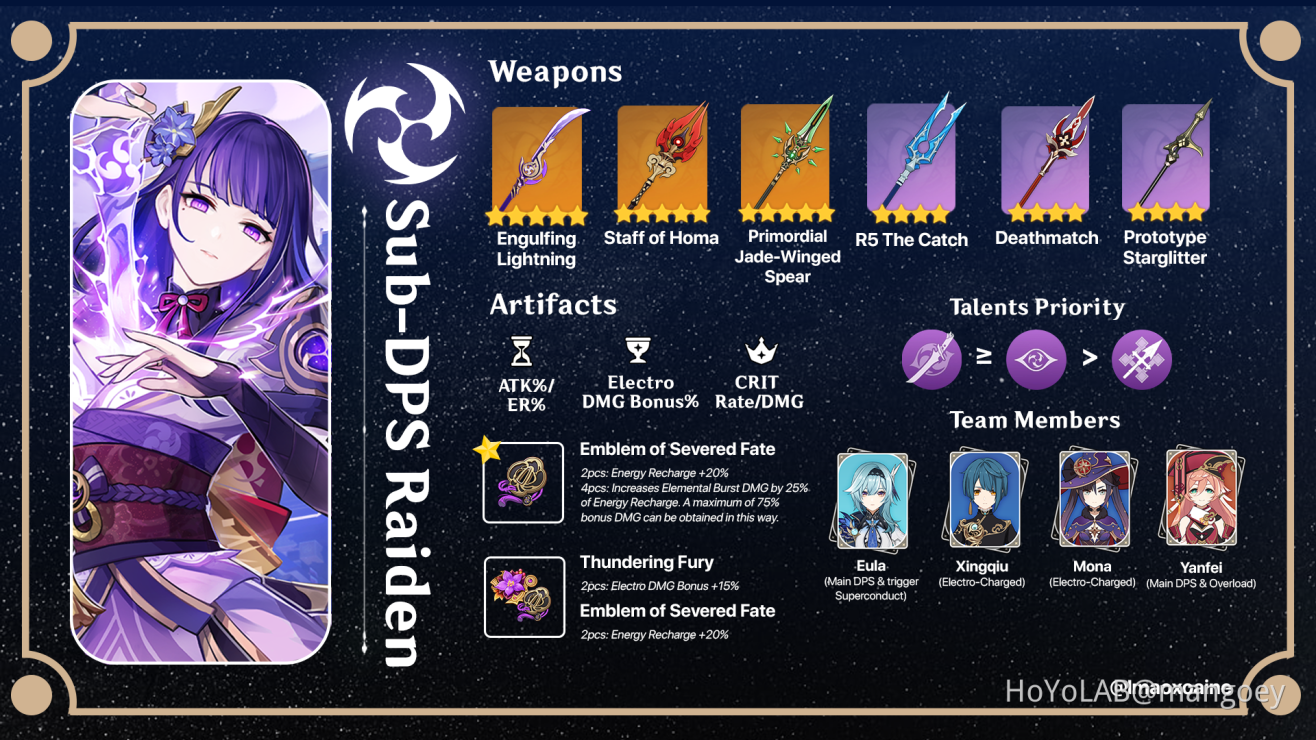 Sub-DPS Raiden
Weapons
Engulfing
Lightning
Staff of Homa
Primordial
Jade-Winged
Spear
R5 The Catch
Deathmatch
Prototype
Starglitter
Artifacts
ATK%/
ER%
Electro
DMG Bonus%
CRIT
Rate/DMG
Emblem of Severed Fate
2pcs: Energy Recharge +20%
4pcs: Increases Elemental Burst DMG by 25%
of Energy Recharge. A maximum of 75%
bonus DMG can be obtained in this way.
Thundering Fury
2pcs: Electro DMG Bonus +15%
Emblem of Severed Fate
2pcs: Energy Recharge +20%
Talents Priority
≥ >
Team Members
Eula
(Main DPS & trigger
Superconduct)
Xingqiu
(Electro-Charged)
Mona
(Electro-Charged)
Yanfei
(Main DPS & Overload)
HoYoLAB@mangoey